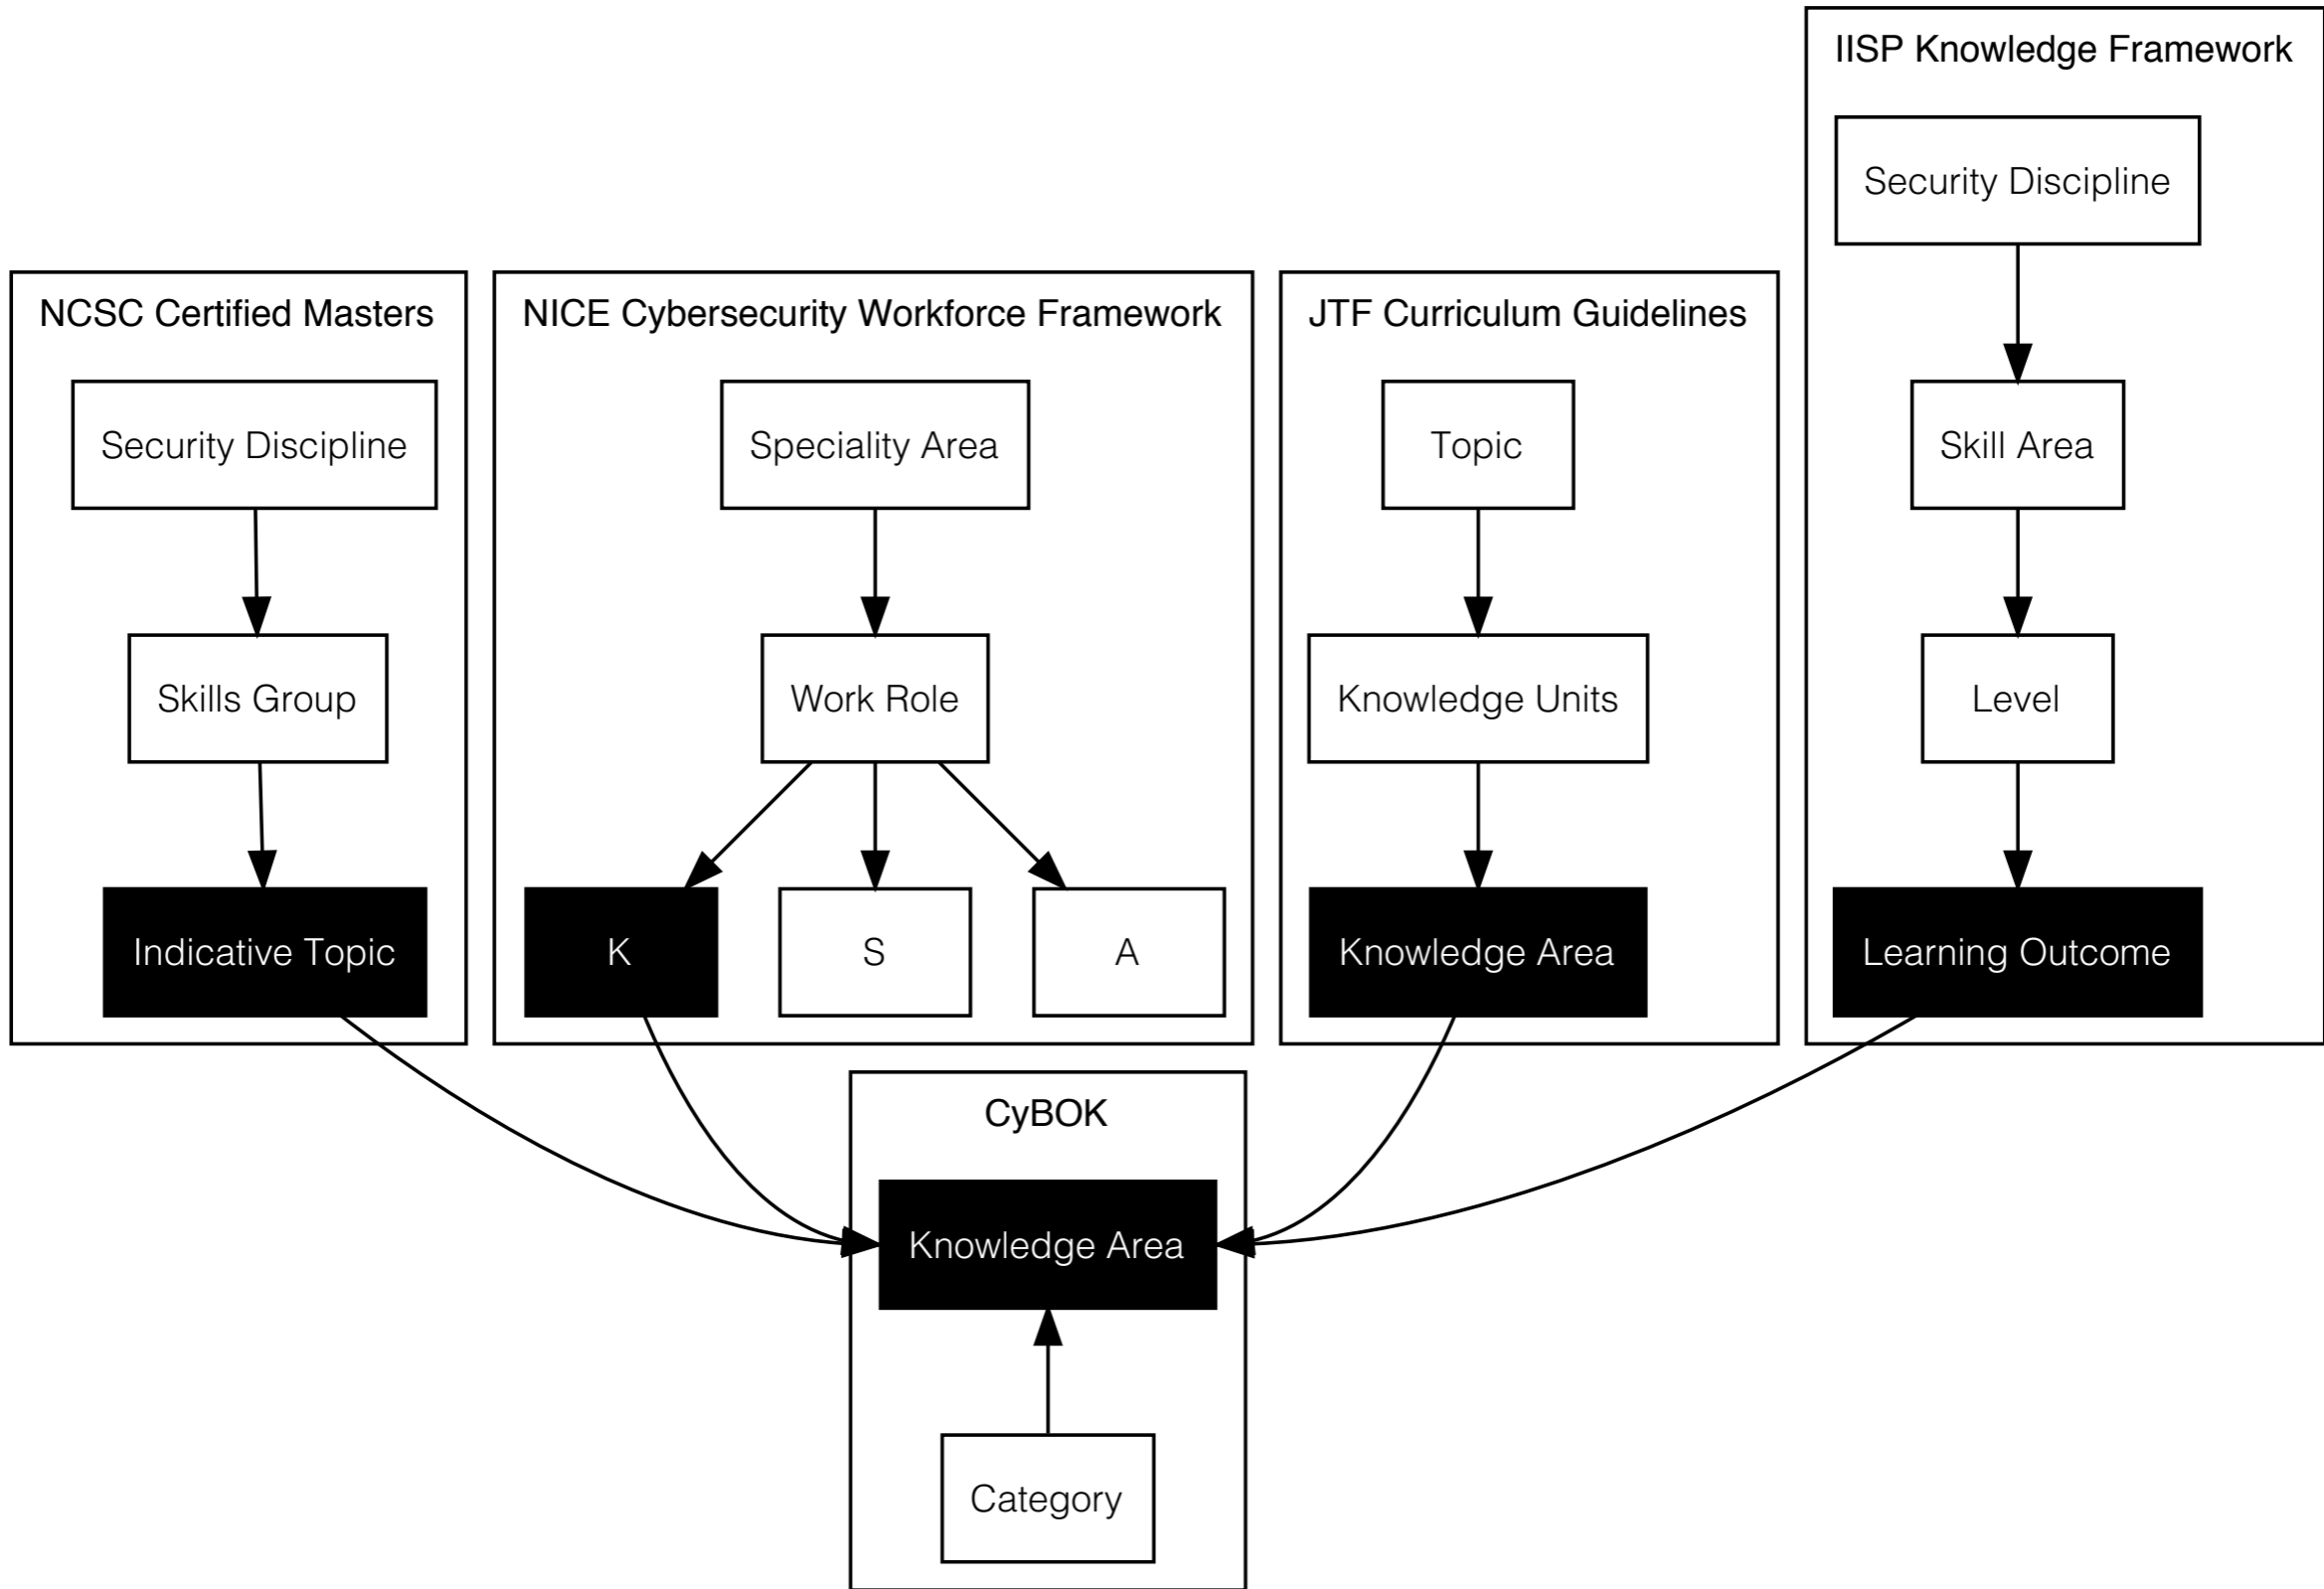 IISP Knowledge Framework
Security Discipline
Skill Area
Level
Learning Outcome
NCSC Certified Masters
Security Discipline
Skills Group
Indicative Topic
NICE Cybersecurity Workforce Framework
Speciality Area
Work Role
K
S
A
JTF Curriculum Guidelines
Topic
Knowledge Units
Knowledge Area
CyBOK
Knowledge Area
Category